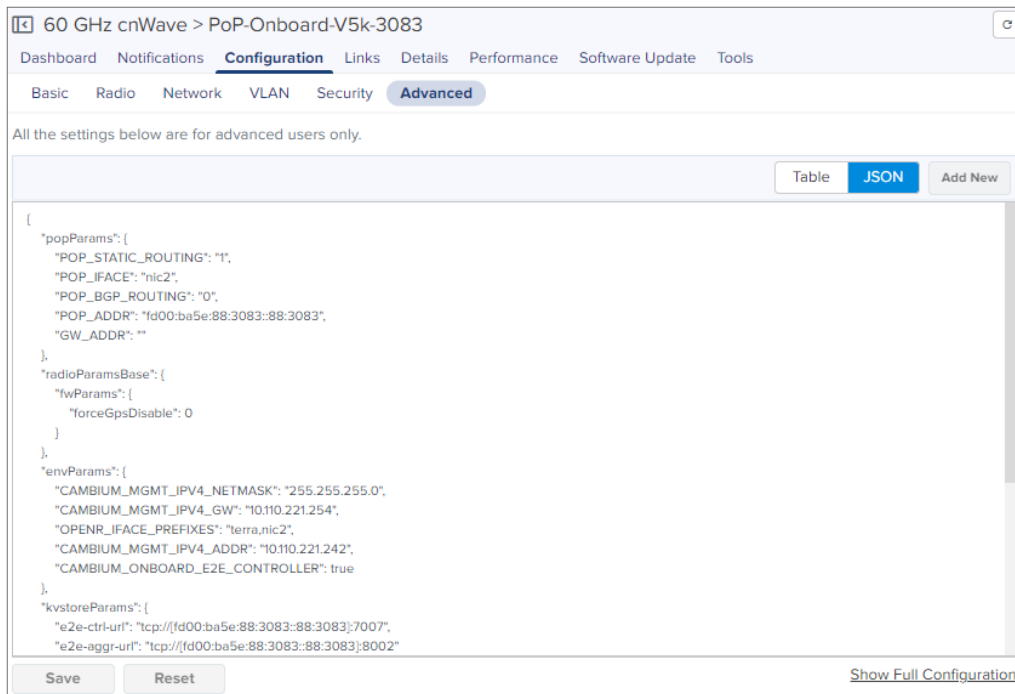 60 GHz cnWave > PoP-Onboard-V5k-3083
Dashboard Notifications Configuration Links Details Performance Software Update Tools
Basic Radio Network VLAN Security Advanced
All the settings below are for advanced users only.
Table JSON Add New
{
"popParams": {
"POP_STATIC_ROUTING": "1",
"POP_IFACE": "nic2",
"POP_BGP_ROUTING": "0",
"POP_ADDR": "fd00:ba5e:88:3083::88:3083",
"GW_ADDR": ""
},
"radioParamsBase": {
"fwParams": {
"forceGpsDisable": 0
}
},
"envParams": {
"CAMBIUM_MGMT_IPV4_NETMASK": "255.255.255.0",
"CAMBIUM_MGMT_IPV4_GW": "10.110.221.254",
"OPENR_IFACE_PREFIXES": "terra,nic2",
"CAMBIUM_MGMT_IPV4_ADDR": "10.110.221.242",
"CAMBIUM_ONBOARD_E2E_CONTROLLER": true
},
"kvstoreParams": {
"e2e-ctrl-url": "tcp://[fd00:ba5e:88:3083::88:3083]:7007",
"e2e-aggr-url": "tcp://[fd00:ba5e:88:3083::88:3083]:8002"
Save Reset Show Full Configuration